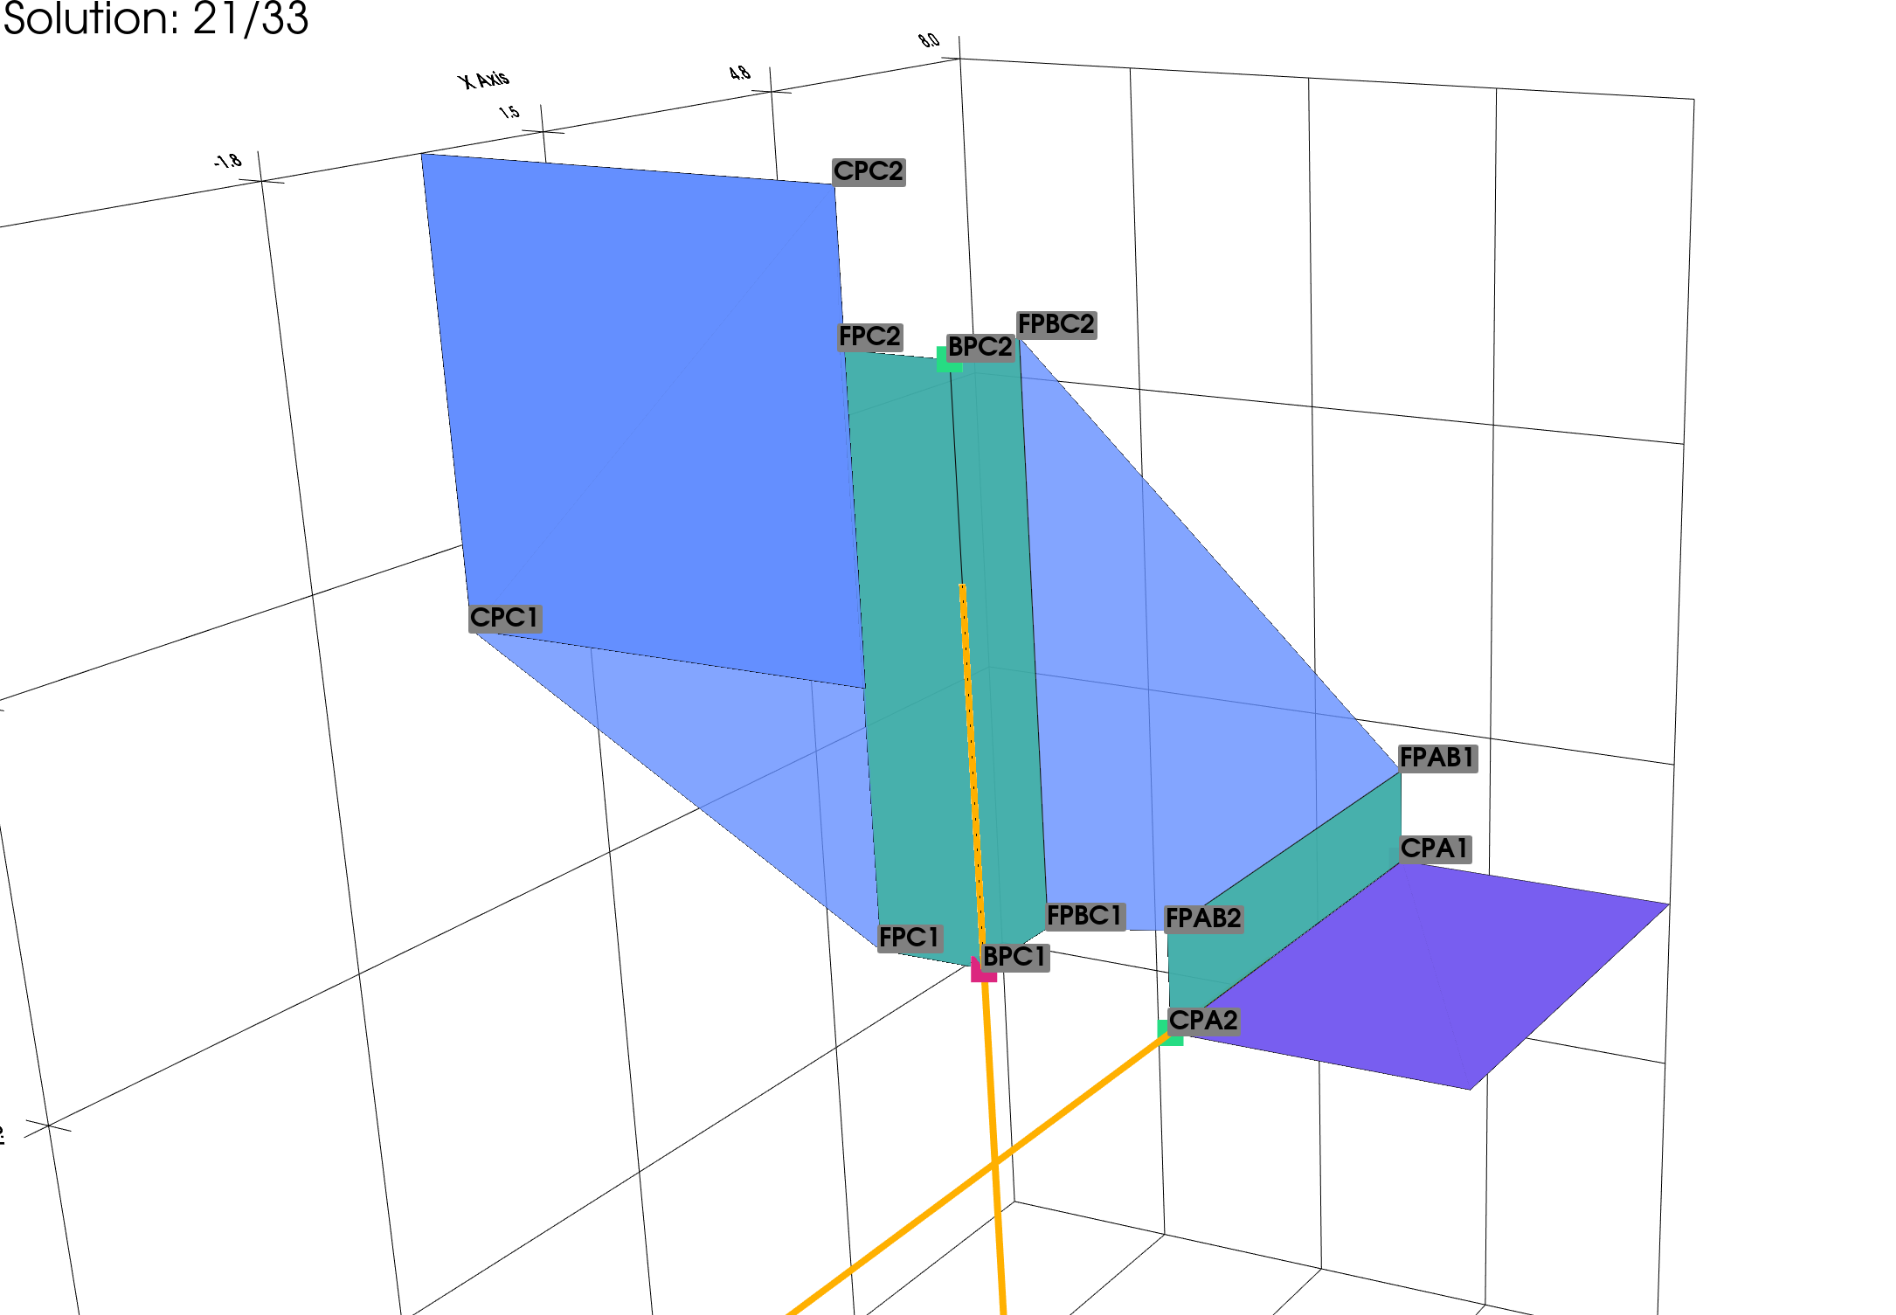 Solution: 21/33
8.0
X Axis
4.8
1.5
-1.8
CPC2
FPBC2
FPC2
BPC2
CPC1
FPAB1
CPA1
FPBC1
FPAB2
FPC1
BPC1
CPA2